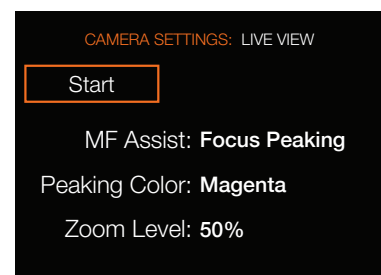 CAMERA SETTINGS: LIVE VIEW
Start
MF Assist: Focus Peaking
Peaking Color: Magenta
Zoom Level: 50%